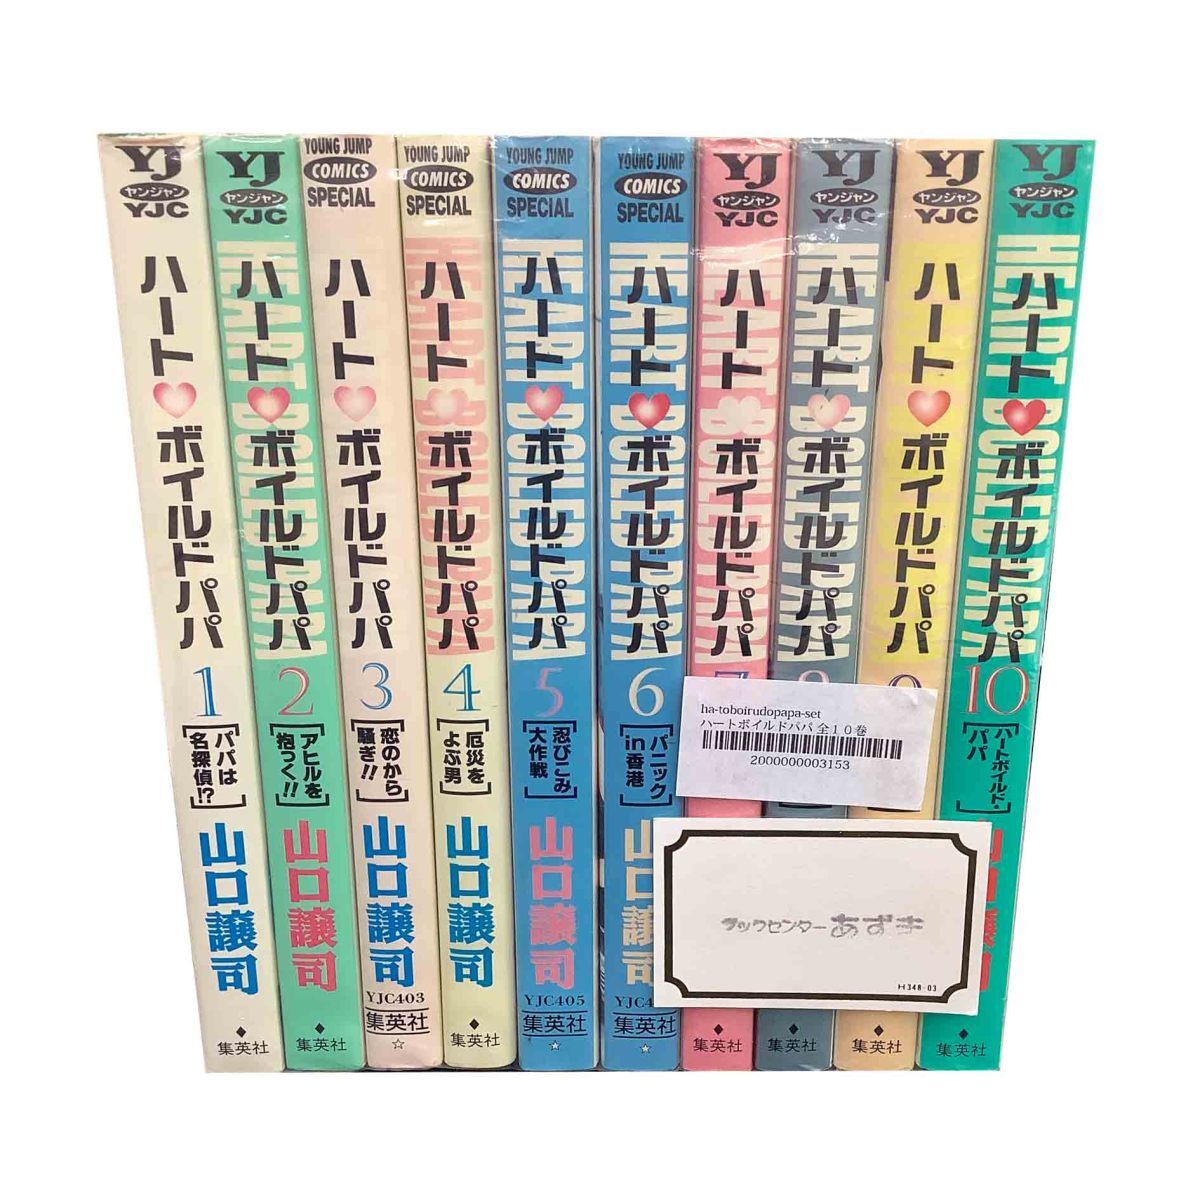 YJ
ヤンジャン
YJC
ハート
ボイルドパパ
1
パパは
名探偵!?
山口譲司
集英社
YJ
ヤンジャン
YJC
HEART BOILED PAPA
ハート
ボイルドパパ
2
アヒルを
抱っく!!
山口譲司
集英社
YOUNG JUMP
COMICS
SPECIAL
ハート
ボイルドパパ
3
恋のから
騒ぎ!!
山口譲司
YJC403
集英社
YOUNG JUMP
COMICS
SPECIAL
HEART BOILED PAPA
ハート
ボイルドパパ
4
厄災を
よぶ男
山口譲司
集英社
YOUNG JUMP
COMICS
SPECIAL
HEART BOILED PAPA
ハート
ボイルドパパ
5
忍びこみ
大作戦
山口譲司
YJC405
集英社
YOUNG JUMP
COMICS
SPECIAL
HEART BOILED PAPA
ハート
ボイルドパパ
6
パニック
in香港
集英社
YJ
ヤンジャン
YJC
HEART BOILED PAPA
ハート
ボイルドパパ
集英社
YJ
ヤンジャン
YJC
HEART BOILED PAPA
ハート
ボイルドパパ
集英社
YJ
ヤンジャン
YJC
ハート
ボイルドパパ
集英社
YJ
ヤンジャン
YJC
HEART BOILED PAPA
ハート
ボイルドパパ
10
ハートボイルド・
パパ
集英社
ha-toboirudopapa-set
ハートボイルドパパ 全10巻
2000000003153
ブックセンター あずき
H348-03